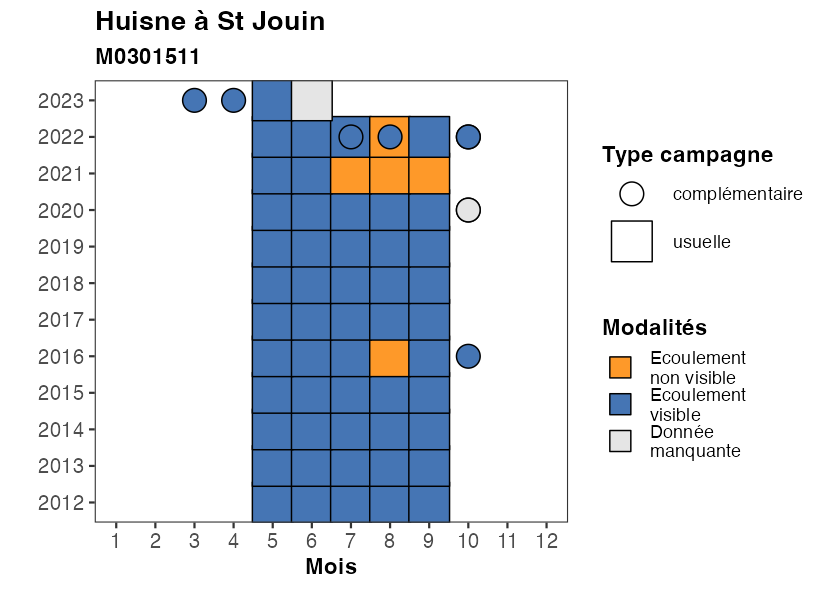 Huisne à St Jouin
M0301511
2023
2022
2021
2020
2019
2018
2017
2016
2015
2014
2013
2012
1 2 3 4 5 6 7 8 9 10 11 12
Mois
Type campagne
complémentaire
usuelle
Modalités
Ecoulement
non visible
Ecoulement
visible
Donnée
manquante